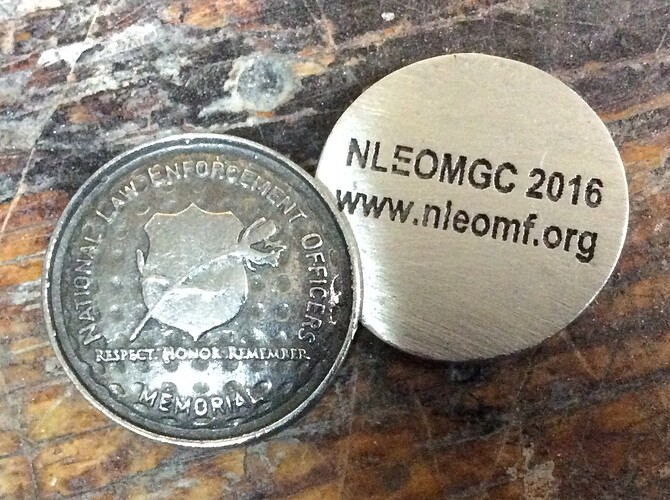 NATIONAL LAW ENFORCEMENT OFFICERS
RESPECT. HONOR. REMEMBER.
MEMORIAL
NLEOMGC 2016
www.nleomf.org